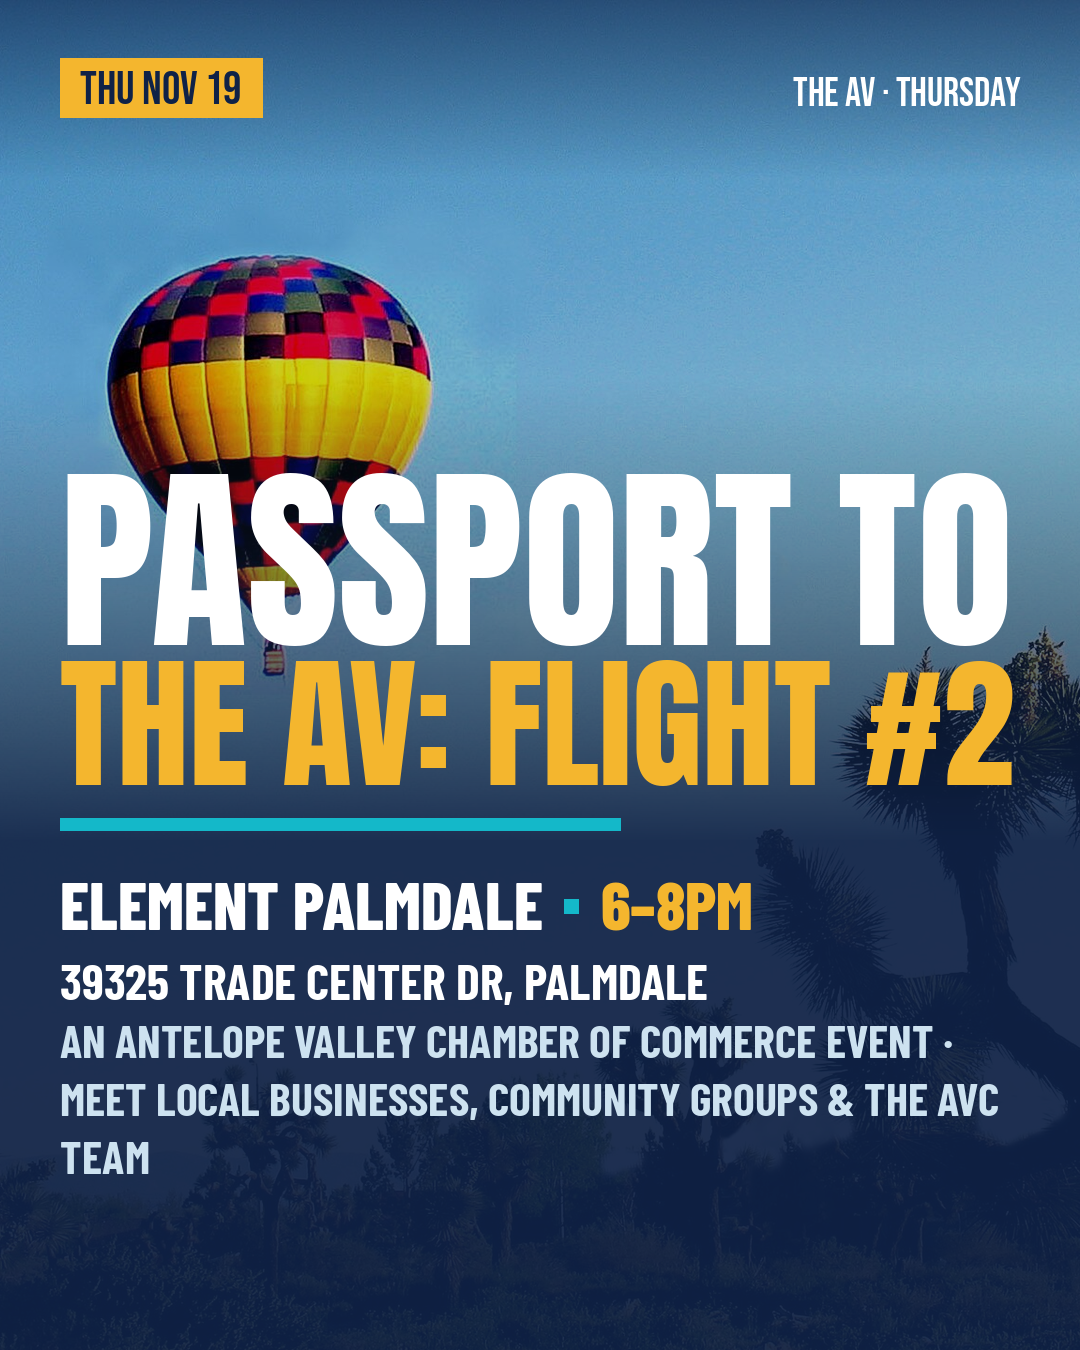 THU NOV 19
THE AV · THURSDAY
PASSPORT TO
THE AV: FLIGHT #2
ELEMENT PALMDALE ▪ 6–8PM
39325 TRADE CENTER DR, PALMDALE
AN ANTELOPE VALLEY CHAMBER OF COMMERCE EVENT ·
MEET LOCAL BUSINESSES, COMMUNITY GROUPS & THE AVC
TEAM